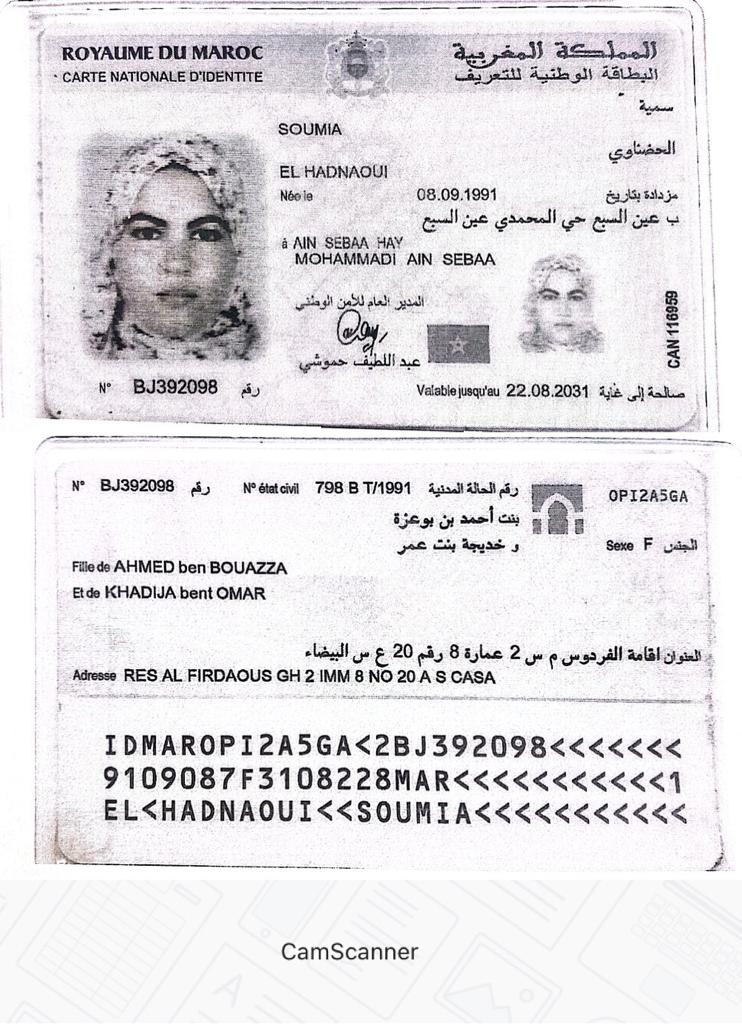 ROYAUME DU MAROC
المملكة المغربية
CARTE NATIONALE D'IDENTITE
البطاقة الوطنية للتعريف
سمية
SOUMIA
الحضناوي
EL HADNAOUI
Née le 08.09.1991 مزدادة بتاريخ
ب عين السبع حي المحمدي عين السبع
à AIN SEBAA HAY
MOHAMMADI AIN SEBAA
المدير العام للأمن الوطني
عبد اللطيف حموشي
CAN 116959
N° BJ392098 رقم
Valable jusqu'au 22.08.2031 صالحة إلى غاية
N° BJ392098 رقم N° état civil 798 B T/1991 رقم الحالة المدنية
OPI2A5GA
بنت أحمد بن بوعزة
و خديجة بنت عمر
Sexe F الجنس
Fille de AHMED ben BOUAZZA
Et de KHADIJA bent OMAR
العنوان اقامة الفردوس م س 2 عمارة 8 رقم 20 ع س البيضاء
Adresse RES AL FIRDAOUS GH 2 IMM 8 NO 20 A S CASA
IDMAROPI2A5GA<2BJ392098<<<<<<<
9109087F3108228MAR<<<<<<<<<<<1
EL<HADNAOUI<<SOUMIA<<<<<<<<<<<
CamScanner